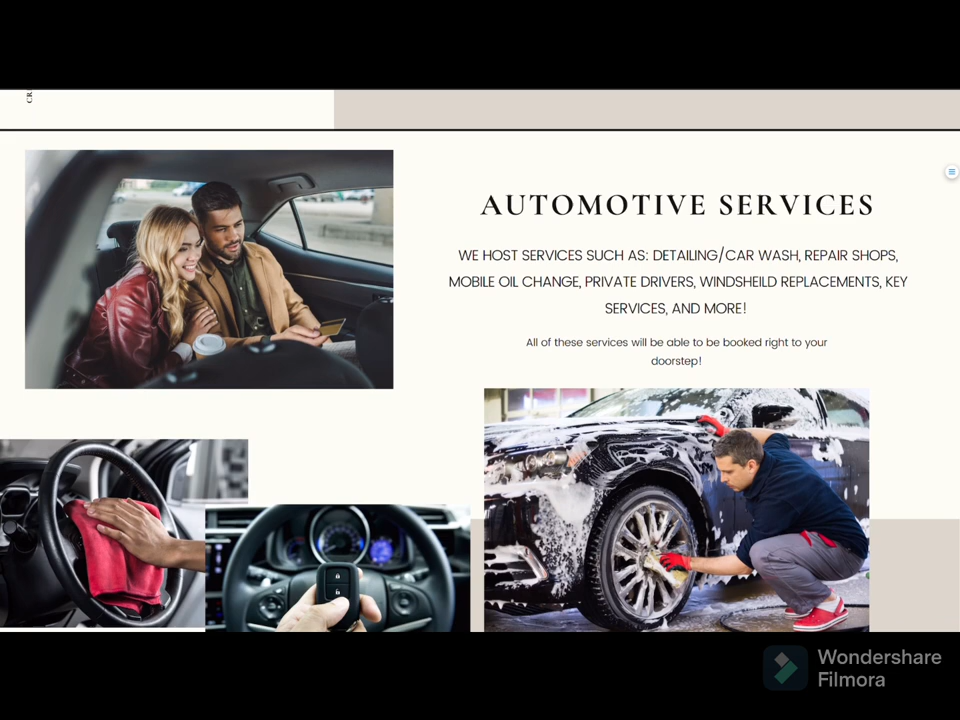 CR
AUTOMOTIVE SERVICES
WE HOST SERVICES SUCH AS: DETAILING/CAR WASH, REPAIR SHOPS,
MOBILE OIL CHANGE, PRIVATE DRIVERS, WINDSHEILD REPLACEMENTS, KEY
SERVICES, AND MORE!
All of these services will be able to be booked right to your
doorstep!
Wondershare
Filmora